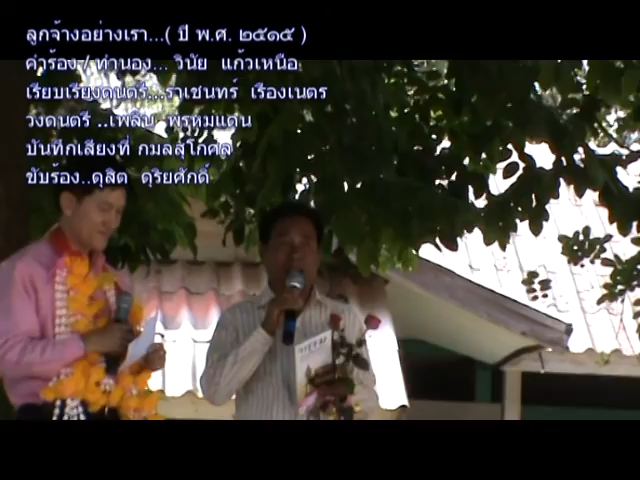 ลูกจ้างอย่างเรา...( ปี พ.ศ. ๒๕๑๕ )
คำร้อง / ทำนอง... วินัย แก้วเหนือ
เรียบเรียงดนตรี...ราเชนทร์ เรืองเนตร
วงดนตรี ..เพลิน พรหมแดน
บันทึกเสียงที่ กมลสุโกศล
ขับร้อง..ดุสิต ดุริยศักดิ์